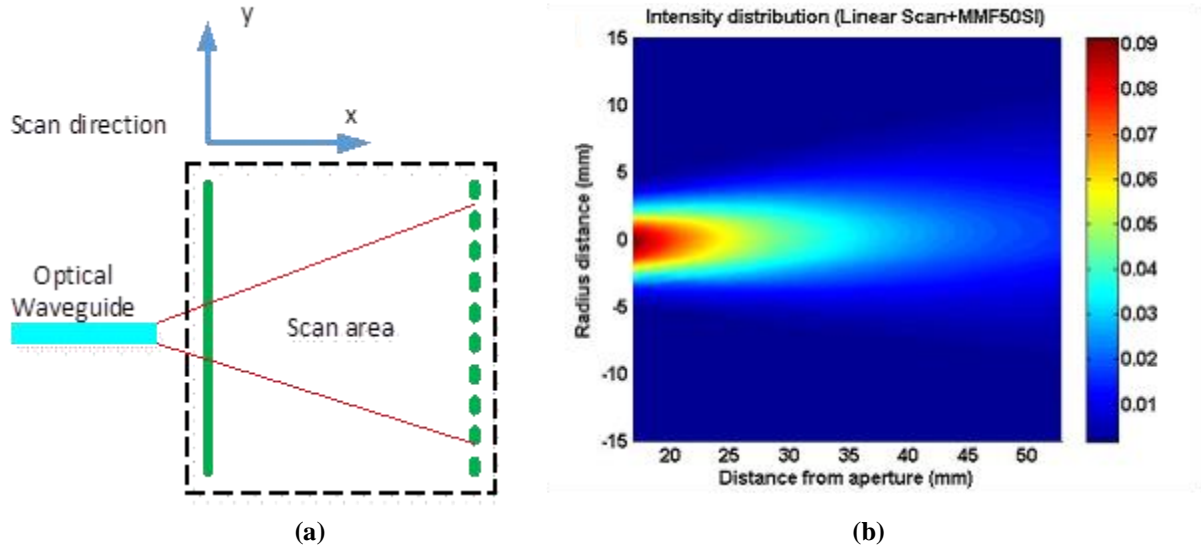 y
x
Scan direction
Optical
Waveguide
Scan area
(a)
Intensity distribution (Linear Scan+MMF50SI)
15
10
5
0
-5
-10
-15
Radius distance (mm)
20 25 30 35 40 45 50
Distance from aperture (mm)
0.09
0.08
0.07
0.06
0.05
0.04
0.03
0.02
0.01
(b)